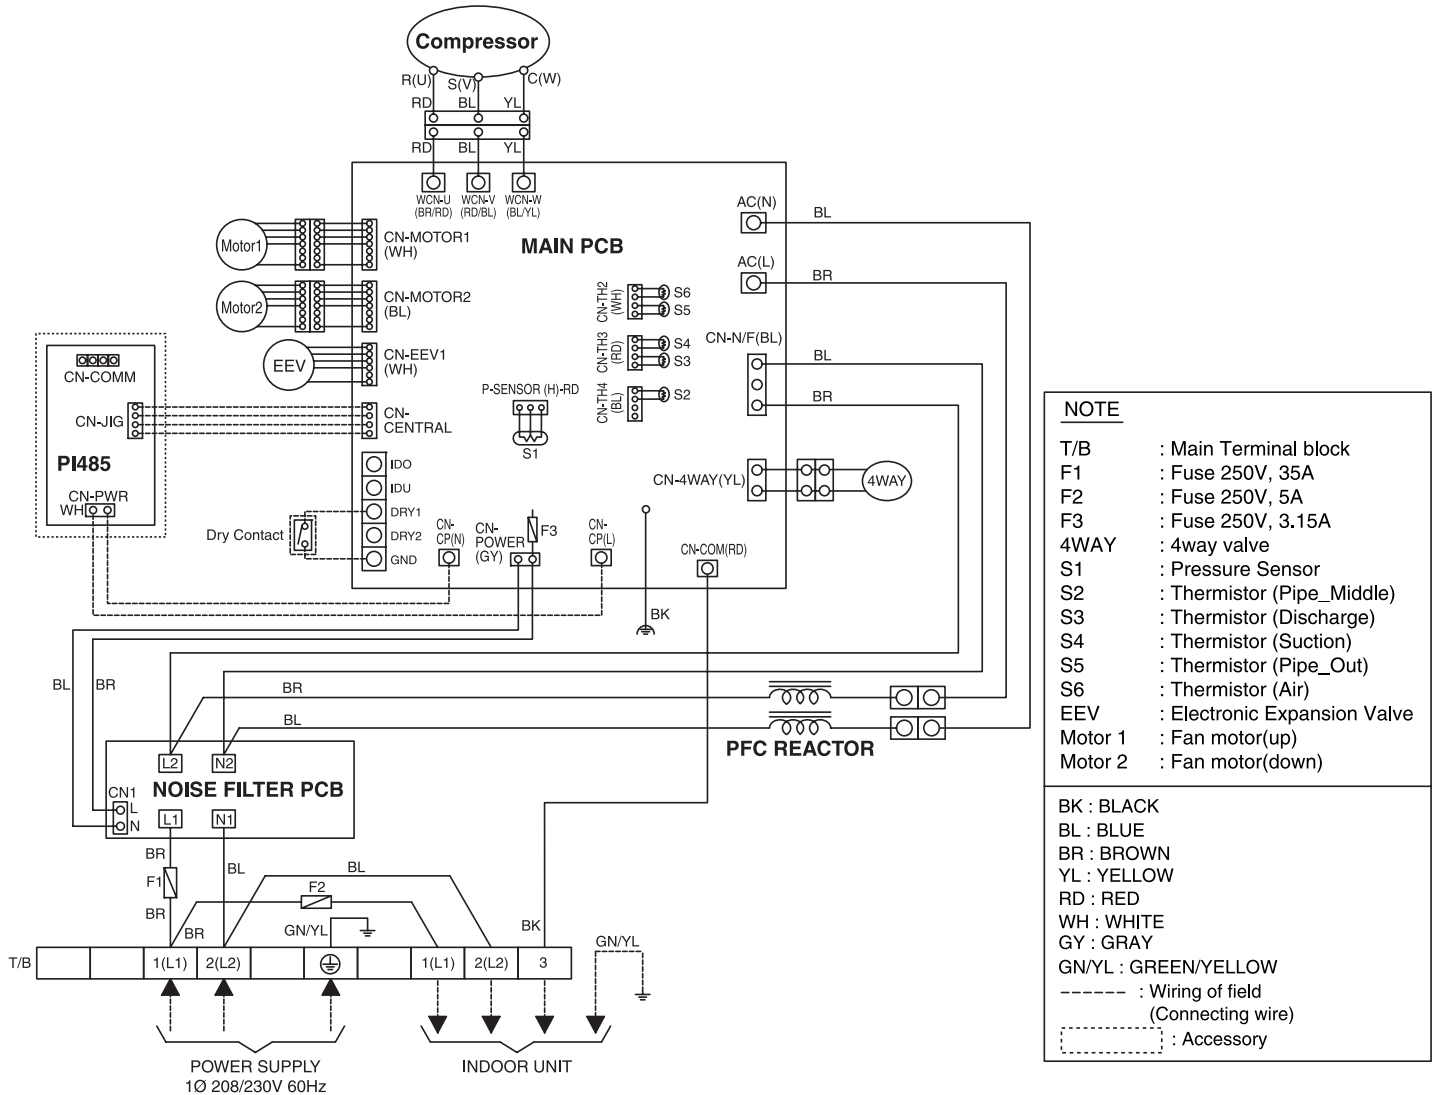 Compressor
R(U)
S(V)
C(W)
RD
BL
YL
RD
BL
YL
WCN-U
(BR/RD)
WCN-V
(RD/BL)
WCN-W
(BL/YL)
MAIN PCB
Motor1
CN-MOTOR1
(WH)
Motor2
CN-MOTOR2
(BL)
EEV
CN-EEV1
(WH)
CN-
CENTRAL
CN-COMM
CN-JIG
PI485
CN-PWR
WH
P-SENSOR (H)-RD
S1
CN-TH2
(WH)
S6
S5
CN-TH3
(RD)
S4
S3
CN-TH4
(BL)
S2
AC(N)
BL
AC(L)
BR
CN-N/F(BL)
BL
BR
CN-4WAY(YL)
4WAY
IDO
IDU
DRY1
DRY2
GND
Dry Contact
CN-
CP(N)
CN-
POWER
(GY)
F3
CN-
CP(L)
CN-COM(RD)
BK
BL
BR
BR
BL
PFC REACTOR
L2
N2
NOISE FILTER PCB
CN1
L
N
L1
N1
BR
F1
BR
BL
BL
F2
BR
GN/YL
BK
GN/YL
T/B
1(L1)
2(L2)
1(L1)
2(L2)
3
POWER SUPPLY
1Ø 208/230V 60Hz
INDOOR UNIT
NOTE
T/B : Main Terminal block
F1 : Fuse 250V, 35A
F2 : Fuse 250V, 5A
F3 : Fuse 250V, 3.15A
4WAY : 4way valve
S1 : Pressure Sensor
S2 : Thermistor (Pipe_Middle)
S3 : Thermistor (Discharge)
S4 : Thermistor (Suction)
S5 : Thermistor (Pipe_Out)
S6 : Thermistor (Air)
EEV : Electronic Expansion Valve
Motor 1 : Fan motor(up)
Motor 2 : Fan motor(down)
BK : BLACK
BL : BLUE
BR : BROWN
YL : YELLOW
RD : RED
WH : WHITE
GY : GRAY
GN/YL : GREEN/YELLOW
: Wiring of field
(Connecting wire)
: Accessory